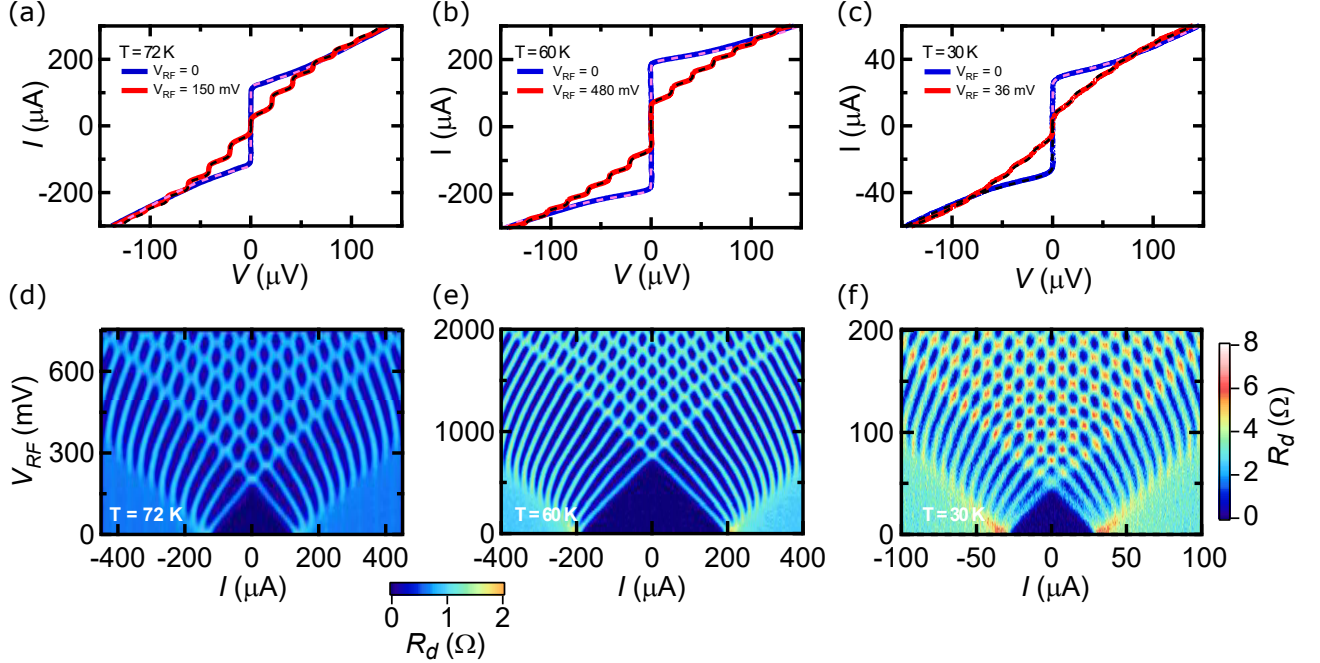 (a)
I (μA)
200
0
-200
T = 72 K
V_RF = 0
V_RF = 150 mV
-100 0 100
V (μV)
(b)
I (μA)
200
0
-200
T = 60 K
V_RF = 0
V_RF = 480 mV
-100 0 100
V (μV)
(c)
I (μA)
40
0
-40
T = 30 K
V_RF = 0
V_RF = 36 mV
-100 0 100
V (μV)
(d)
V_RF (mV)
600
300
0
T = 72 K
-400 -200 0 200 400
I (μA)
(e)
2000
1000
0
T = 60 K
-400 -200 0 200 400
I (μA)
(f)
200
150
100
50
0
T = 30 K
-100 -50 0 50 100
I (μA)
8
6
4
2
0
R_d (Ω)
0 1 2
R_d (Ω)